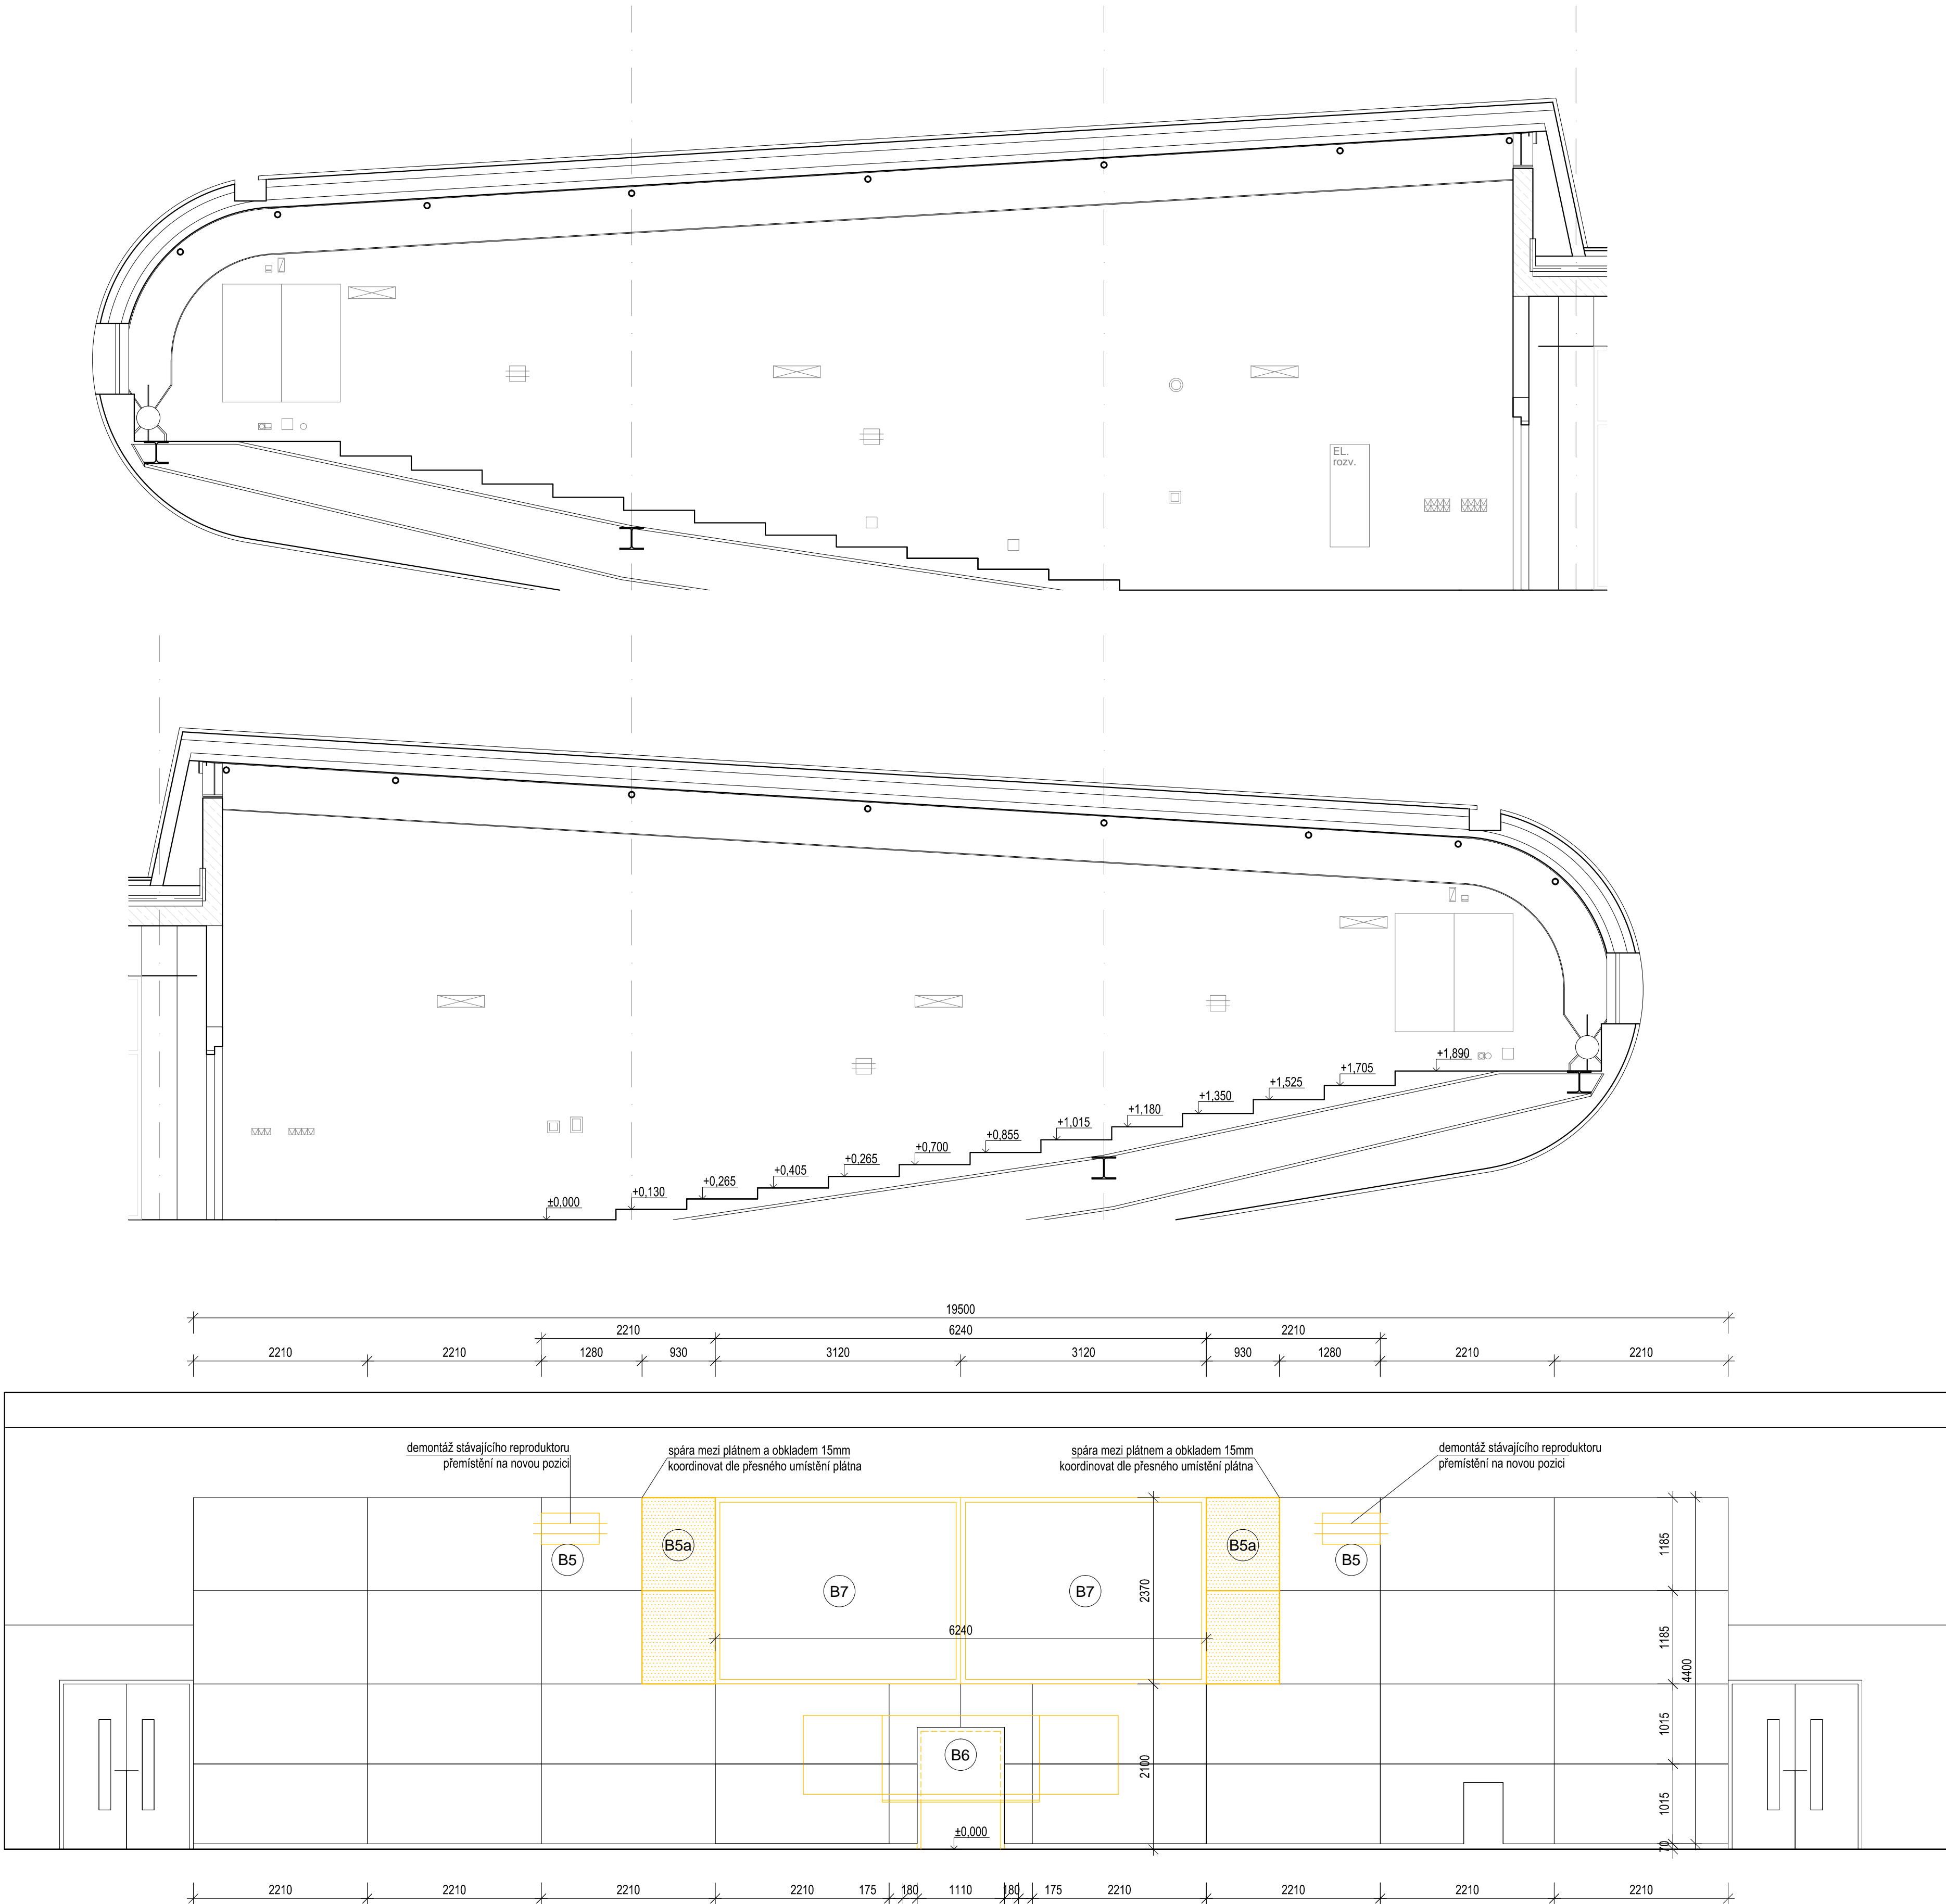 EL.
rozv.
+1,890
+1,705
+1,525
+1,350
+1,180
+1,015
+0,855
+0,700
+0,265
+0,405
+0,265
+0,130
±0,000
19500
2210 6240 2210
2210 2210 1280 930 3120 3120 930 1280 2210 2210
demontáž stávajícího reproduktoru
přemístění na novou pozici
spára mezi plátnem a obkladem 15mm
koordinovat dle přesného umístění plátna
spára mezi plátnem a obkladem 15mm
koordinovat dle přesného umístění plátna
demontáž stávajícího reproduktoru
přemístění na novou pozici
B5 B5a B7 B7 B5a B5
2370
6240
1185
1185
4400
1015
B6
2100
1015
±0,000
70
2210 2210 2210 2210 175 180 1110 180 175 2210 2210 2210 2210